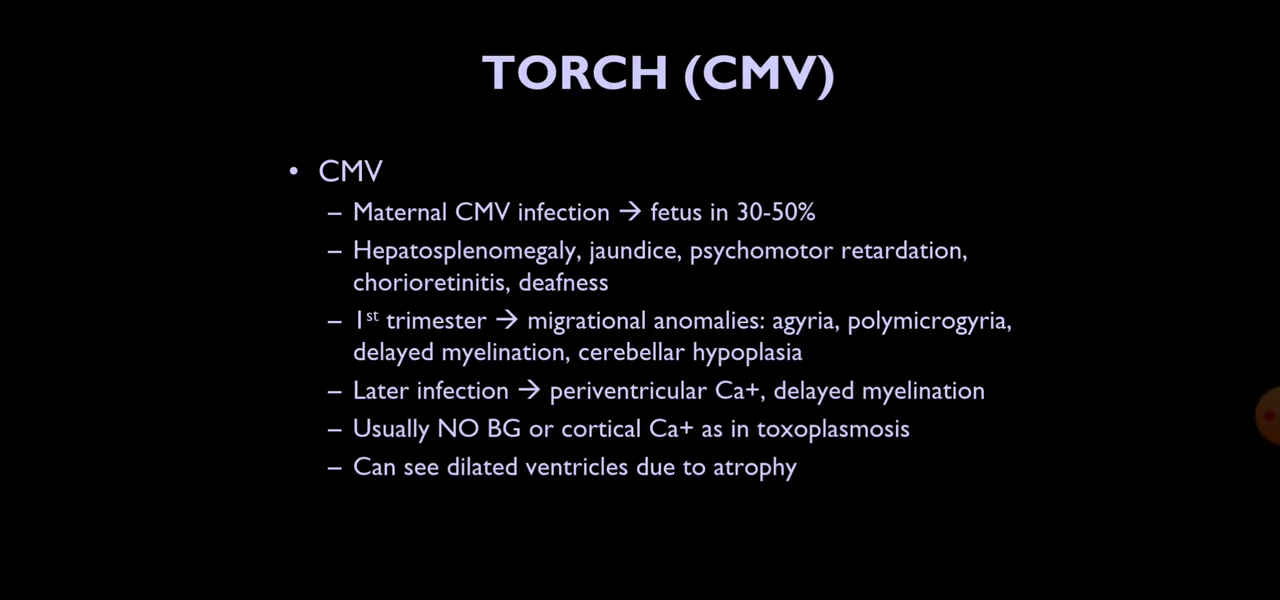 TORCH (CMV)
• CMV
– Maternal CMV infection → fetus in 30-50%
– Hepatosplenomegaly, jaundice, psychomotor retardation,
chorioretinitis, deafness
– 1st trimester → migrational anomalies: agyria, polymicrogyria,
delayed myelination, cerebellar hypoplasia
– Later infection → periventricular Ca+, delayed myelination
– Usually NO BG or cortical Ca+ as in toxoplasmosis
– Can see dilated ventricles due to atrophy